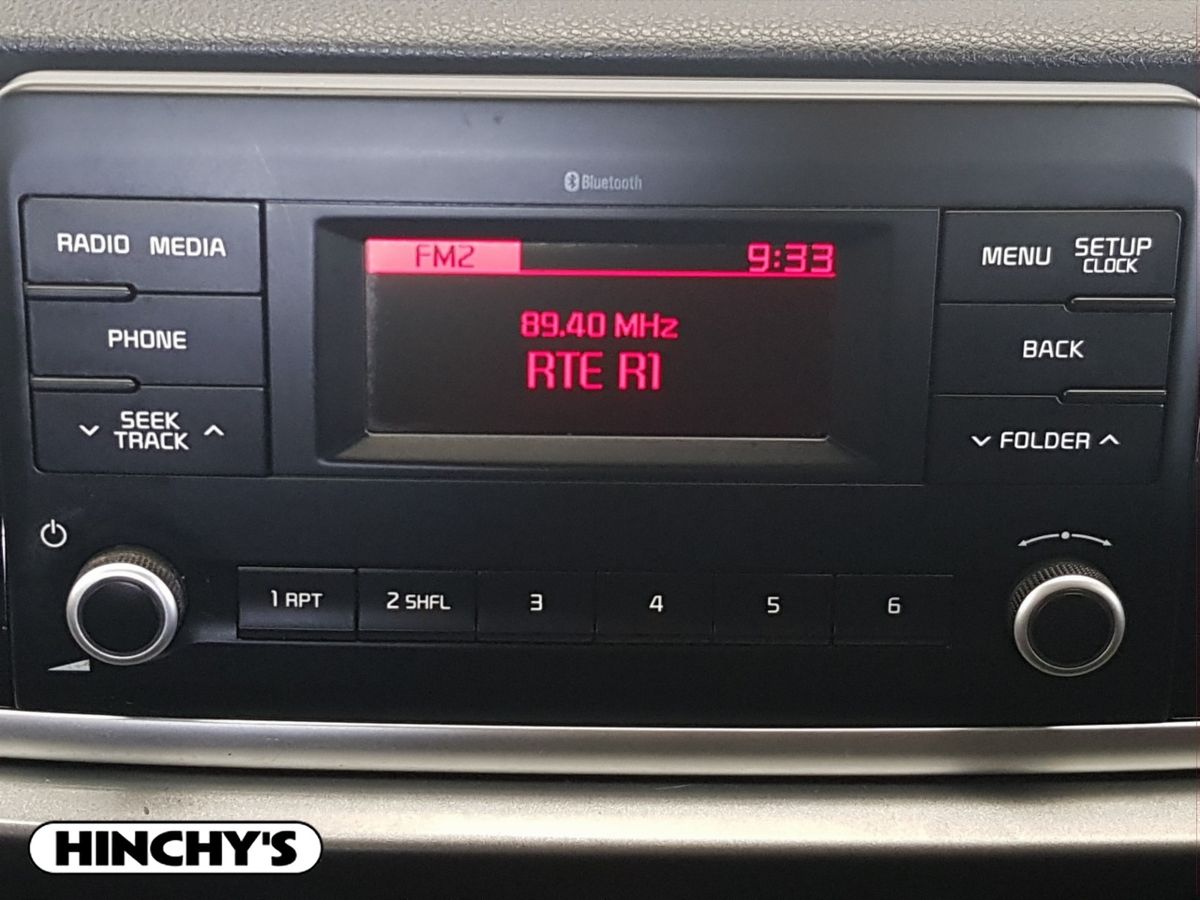 Bluetooth
RADIO MEDIA
PHONE
SEEK
TRACK
FM2 9:33
89.40 MHz
RTE R1
MENU SETUP
CLOCK
BACK
FOLDER
1 RPT 2 SHFL 3 4 5 6
HINCHY'S